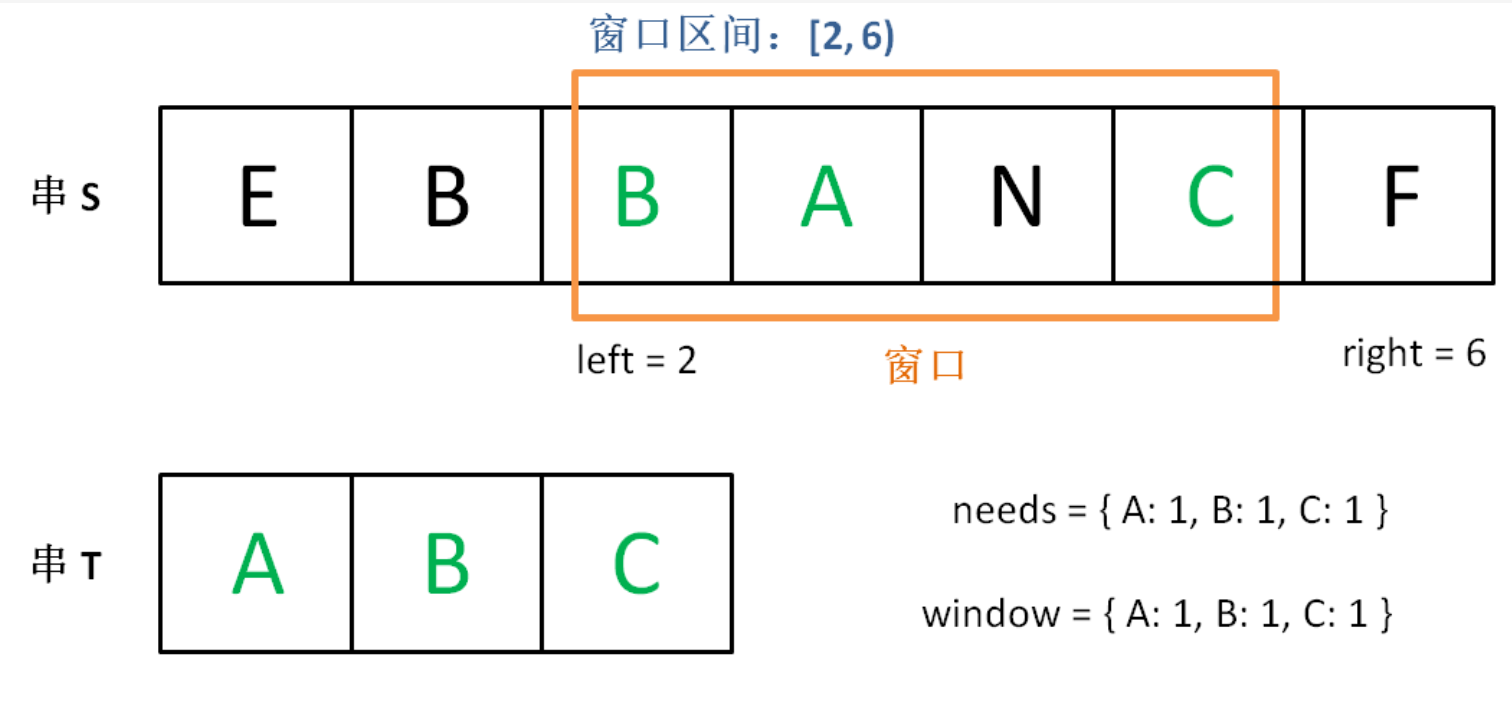 窗口区间：[2, 6)
串 S E B B A N C F
left = 2 窗口 right = 6
串 T A B C
needs = { A: 1, B: 1, C: 1 }
window = { A: 1, B: 1, C: 1 }